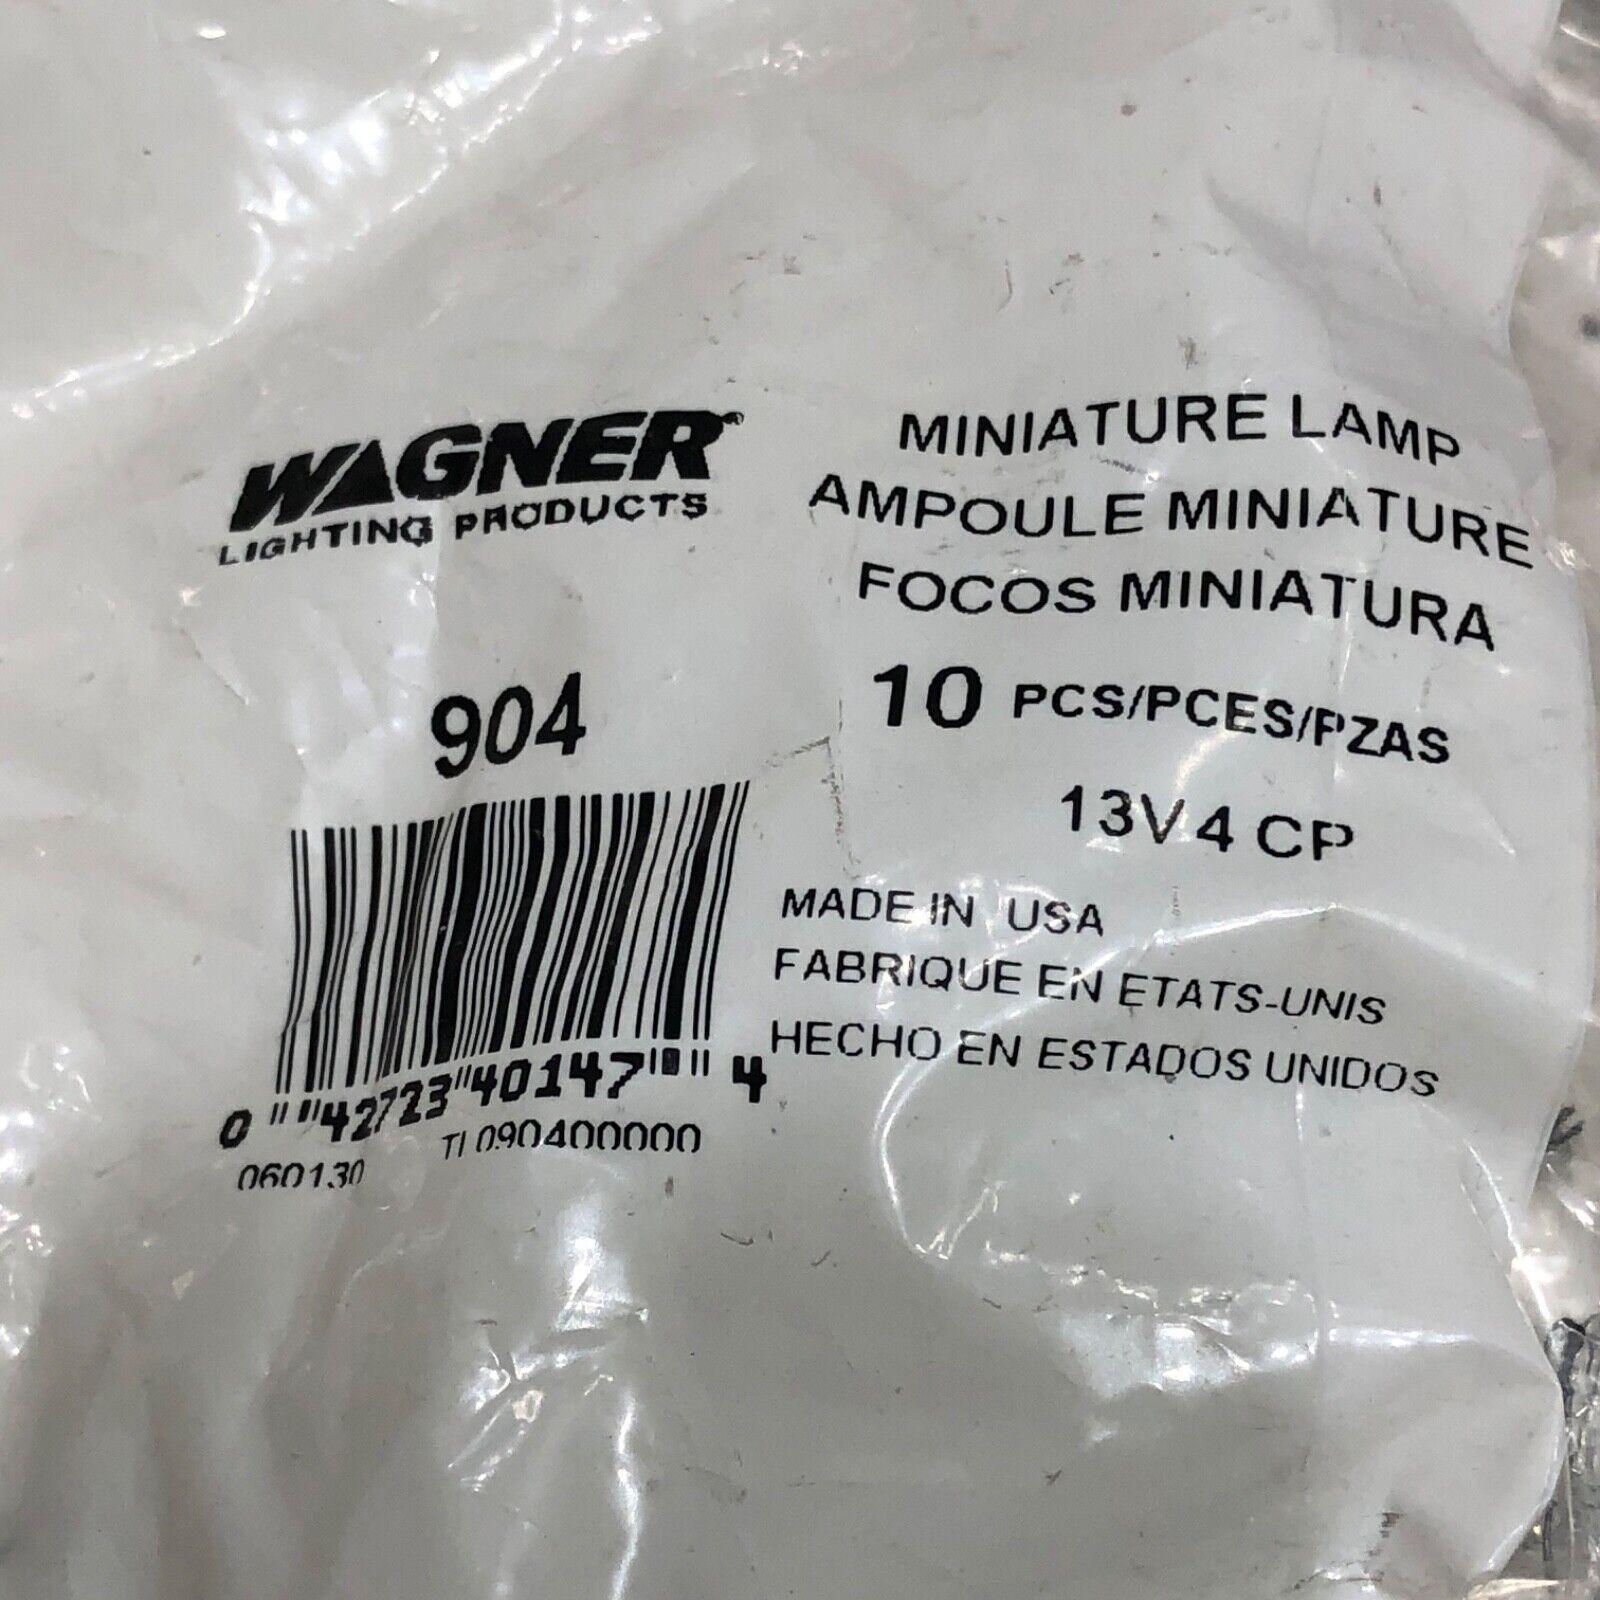 WAGNER
LIGHTING PRODUCTS
904
0 42723 40147 4
060130
TI 090400000
MINIATURE LAMP
AMPOULE MINIATURE
FOCOS MINIATURA
10 PCS/PCES/PZAS
13V 4 CP
MADE IN USA
FABRIQUE EN ETATS-UNIS
HECHO EN ESTADOS UNIDOS